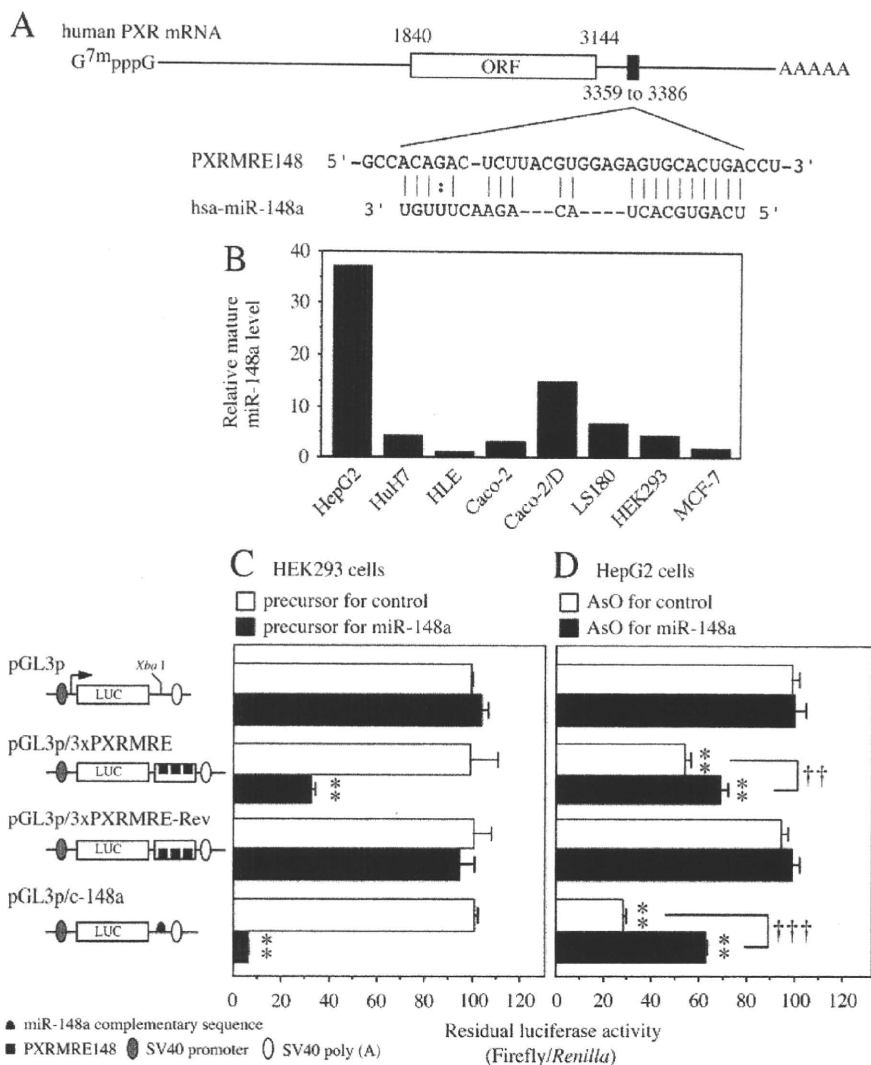 A
human PXR mRNA
1840
3144
G7mpppG
ORF
AAAAA
3359 to 3386
PXRMRE148 5'-GCCACAGAC-UCUUACGUGGAGAGUGCACUGACCU-3'
hsa-miR-148a 3' UGUUUCAAGA---CA----UCACGUGACU 5'
B
Relative mature
miR-148a level
40
30
20
10
0
HepG2
HuH7
HLE
Caco-2
Caco-2/D
LS180
HEK293
MCF-7
C HEK293 cells
precursor for control
precursor for miR-148a
D HepG2 cells
AsO for control
AsO for miR-148a
pGL3p
Xba I
LUC
pGL3p/3xPXRMRE
LUC
**
**
**
††
pGL3p/3xPXRMRE-Rev
LUC
pGL3p/c-148a
LUC
**
**
**
†††
0 20 40 60 80 100 120
0 20 40 60 80 100 120
miR-148a complementary sequence
PXRMRE148 SV40 promoter SV40 poly (A)
Residual luciferase activity
(Firefly/Renilla)